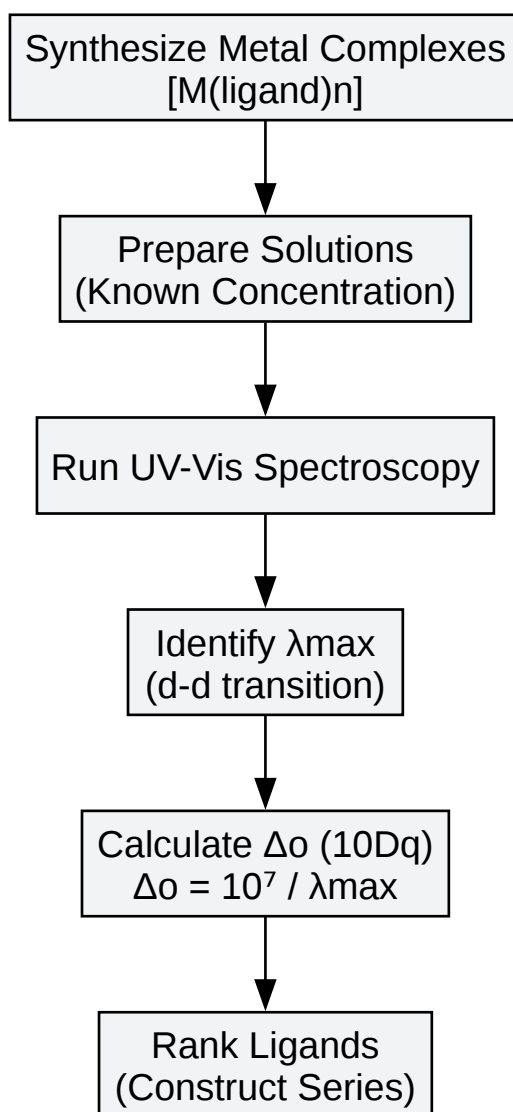 Synthesize Metal Complexes
[M(ligand)n]
Prepare Solutions
(Known Concentration)
Run UV-Vis Spectroscopy
Identify λmax
(d-d transition)
Calculate Δo (10Dq)
Δo = 10⁷ / λmax
Rank Ligands
(Construct Series)